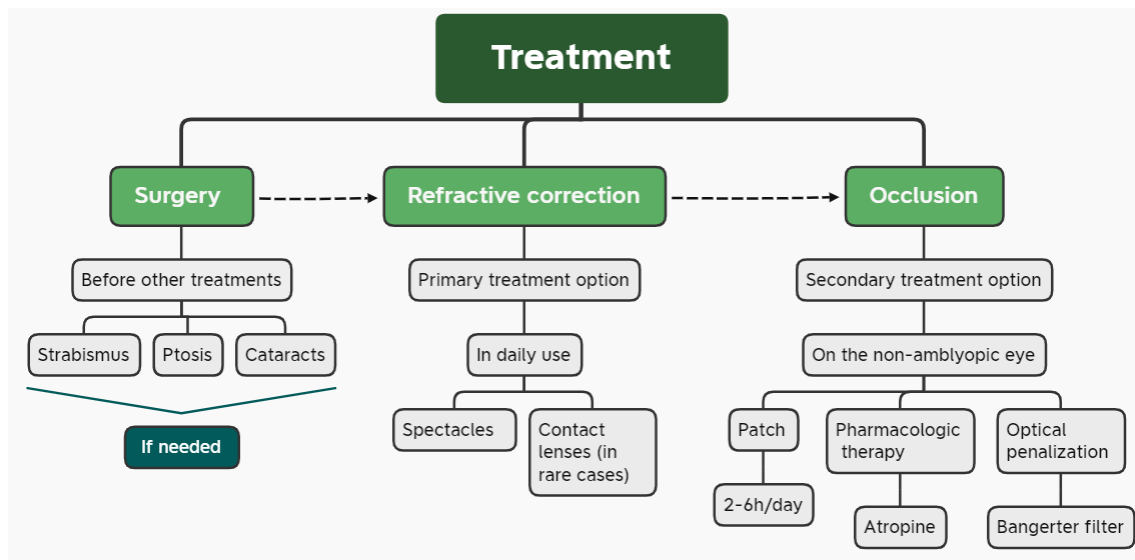 Treatment
Surgery
Refractive correction
Occlusion
Before other treatments
Primary treatment option
Secondary treatment option
Strabismus
Ptosis
Cataracts
In daily use
On the non-amblyopic eye
If needed
Spectacles
Contact
lenses (in
rare cases)
Patch
Pharmacologic
therapy
Optical
penalization
2-6h/day
Atropine
Bangerter filter